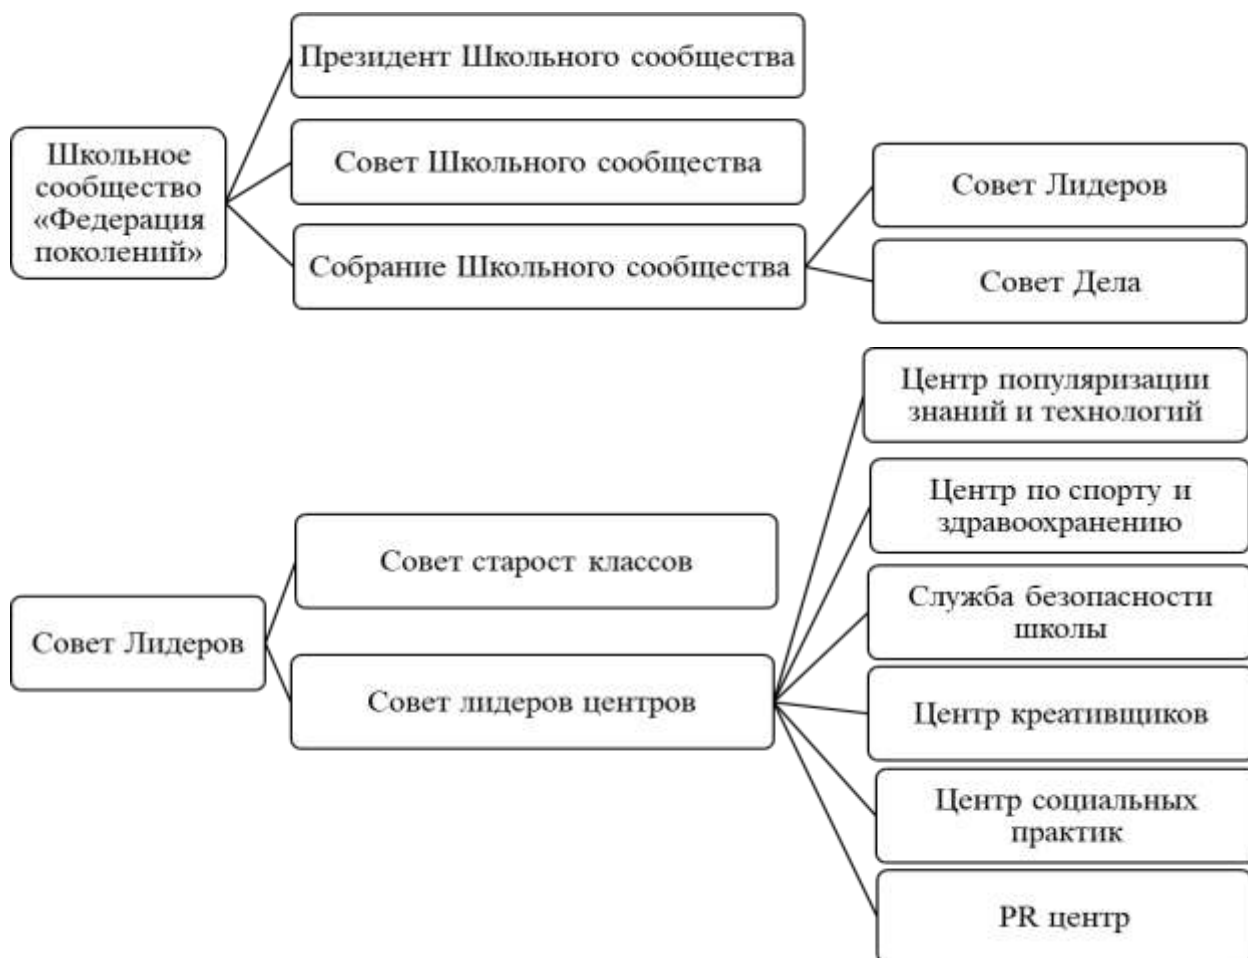 Президент Школьного сообщества
Школьное
сообщество
«Федерация
поколений»
Совет Школьного сообщества
Собрание Школьного сообщества
Совет Лидеров
Совет Дела
Центр популяризации
знаний и технологий
Центр по спорту и
здравоохранению
Совет старост классов
Служба безопасности
школы
Совет Лидеров
Совет лидеров центров
Центр креативщиков
Центр социальных
практик
PR центр